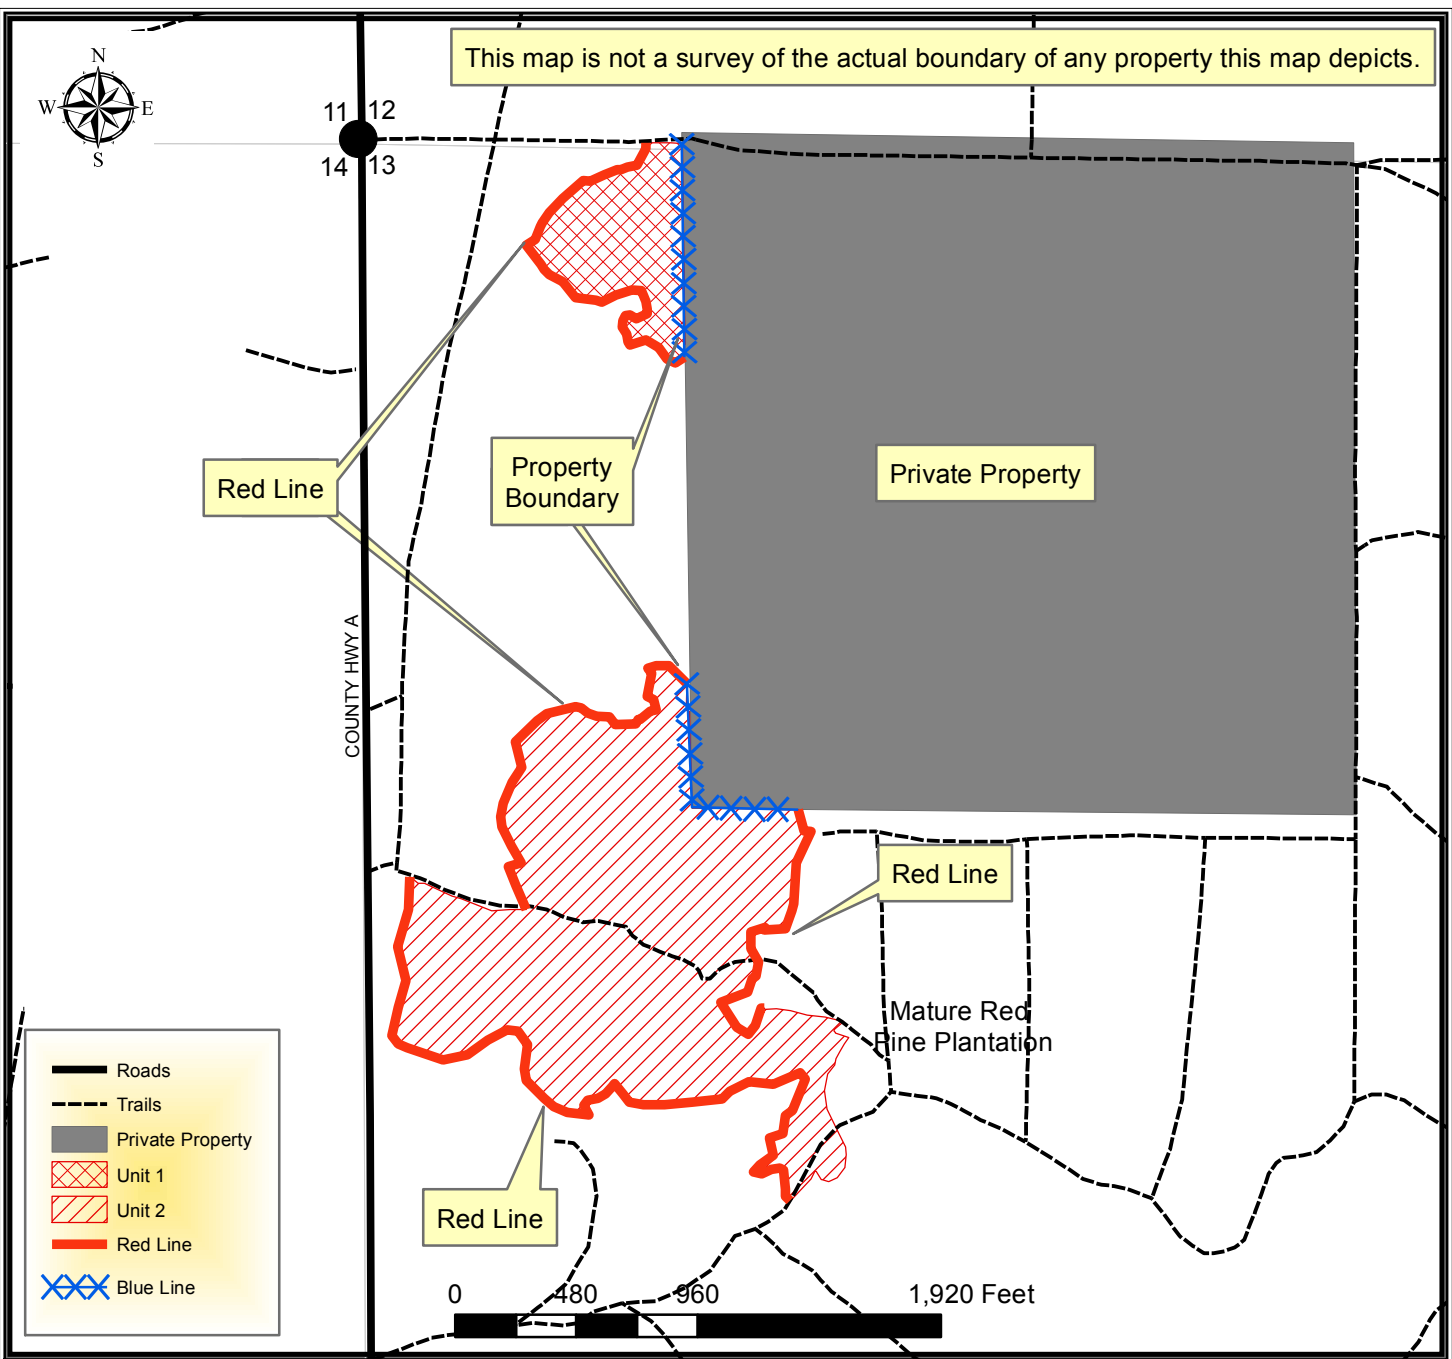 This map is not a survey of the actual boundary of any property this map depicts.
N
W E
S
11 12
14 13
Red Line
Property
Boundary
Private Property
COUNTY HWY A
Red Line
Mature Red
Pine Plantation
Red Line
Roads
Trails
Private Property
Unit 1
Unit 2
Red Line
Blue Line
0 480 960 1,920 Feet